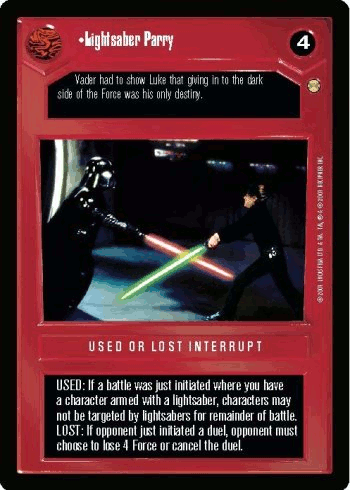 •Lightsaber Parry
4
Vader had to show Luke that giving in to the dark
side of the Force was his only destiny.
USED OR LOST INTERRUPT
USED: If a battle was just initiated where you have
a character armed with a lightsaber, characters may
not be targeted by lightsabers for remainder of battle.
LOST: If opponent just initiated a duel, opponent must
choose to lose 4 Force or cancel the duel.